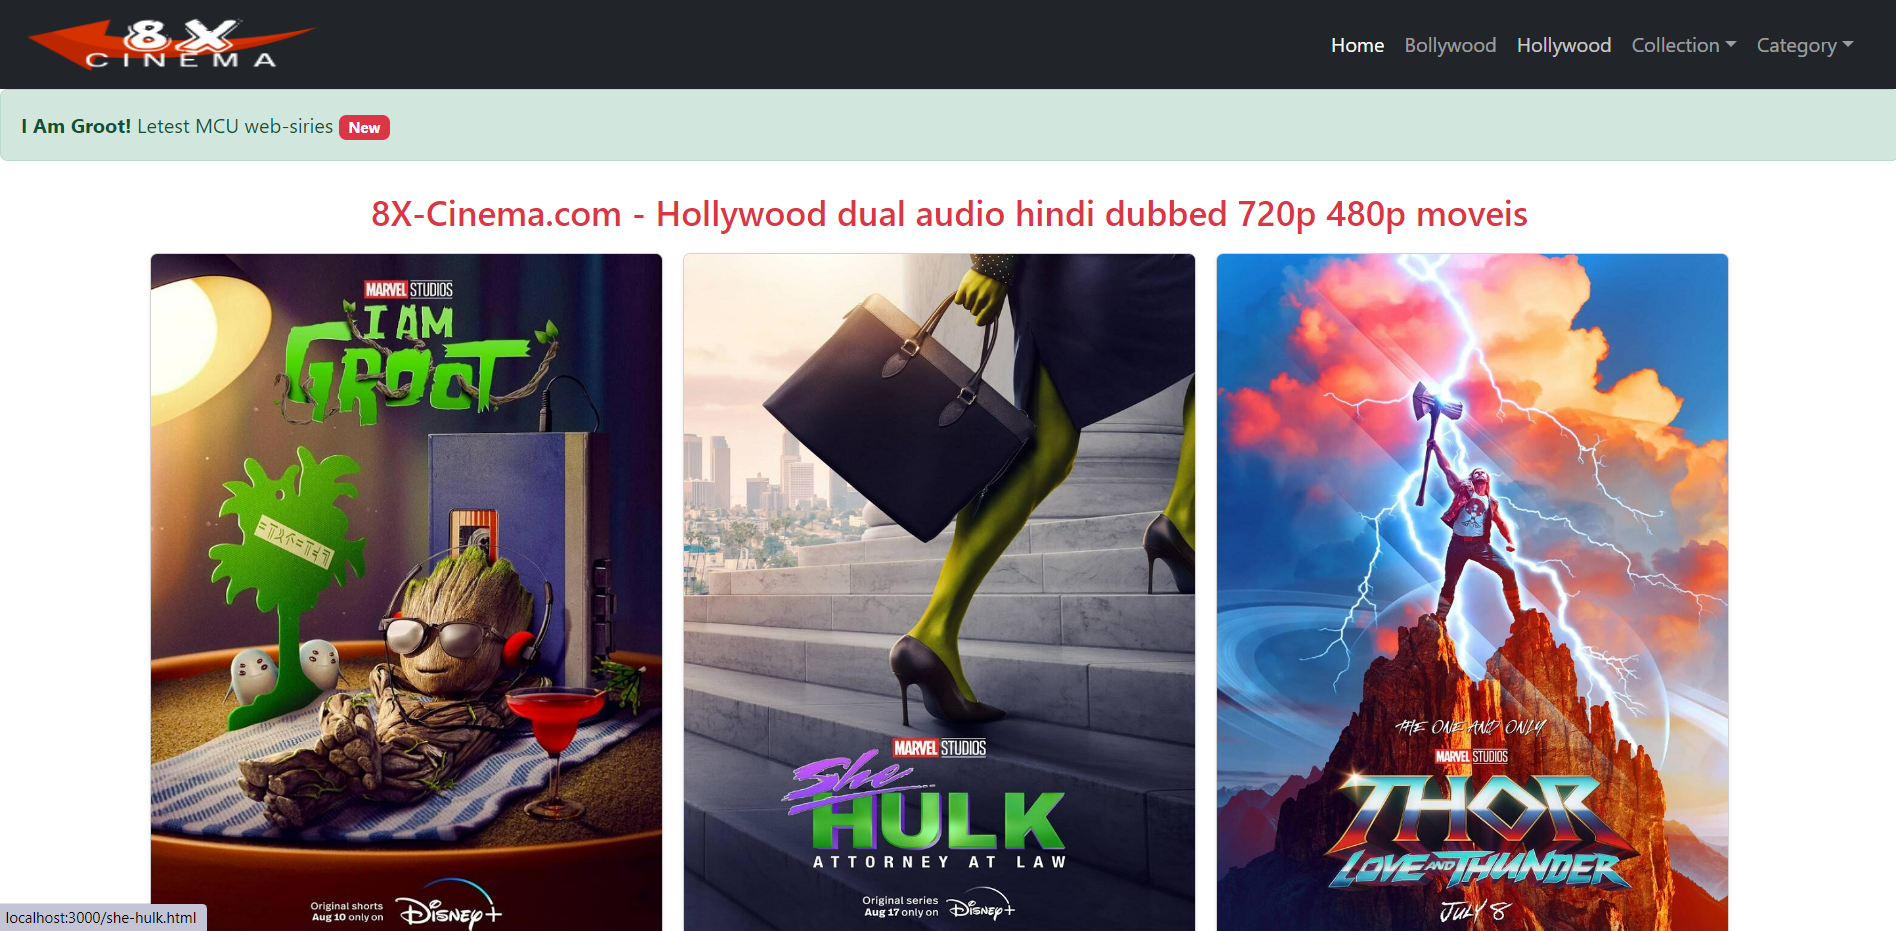 8X
CINEMA
Home Bollywood Hollywood Collection Category
I Am Groot! Letest MCU web-siries New
8X-Cinema.com - Hollywood dual audio hindi dubbed 720p 480p moveis
MARVEL STUDIOS
I AM
GROOT
Original shorts
Aug 10 only on
Disney+
MARVEL STUDIOS
She
HULK
ATTORNEY AT LAW
Original series
Aug 17 only on
Disney+
THE ONE AND ONLY
MARVEL STUDIOS
THOR
LOVE AND THUNDER
JULY 8
localhost:3000/she-hulk.html